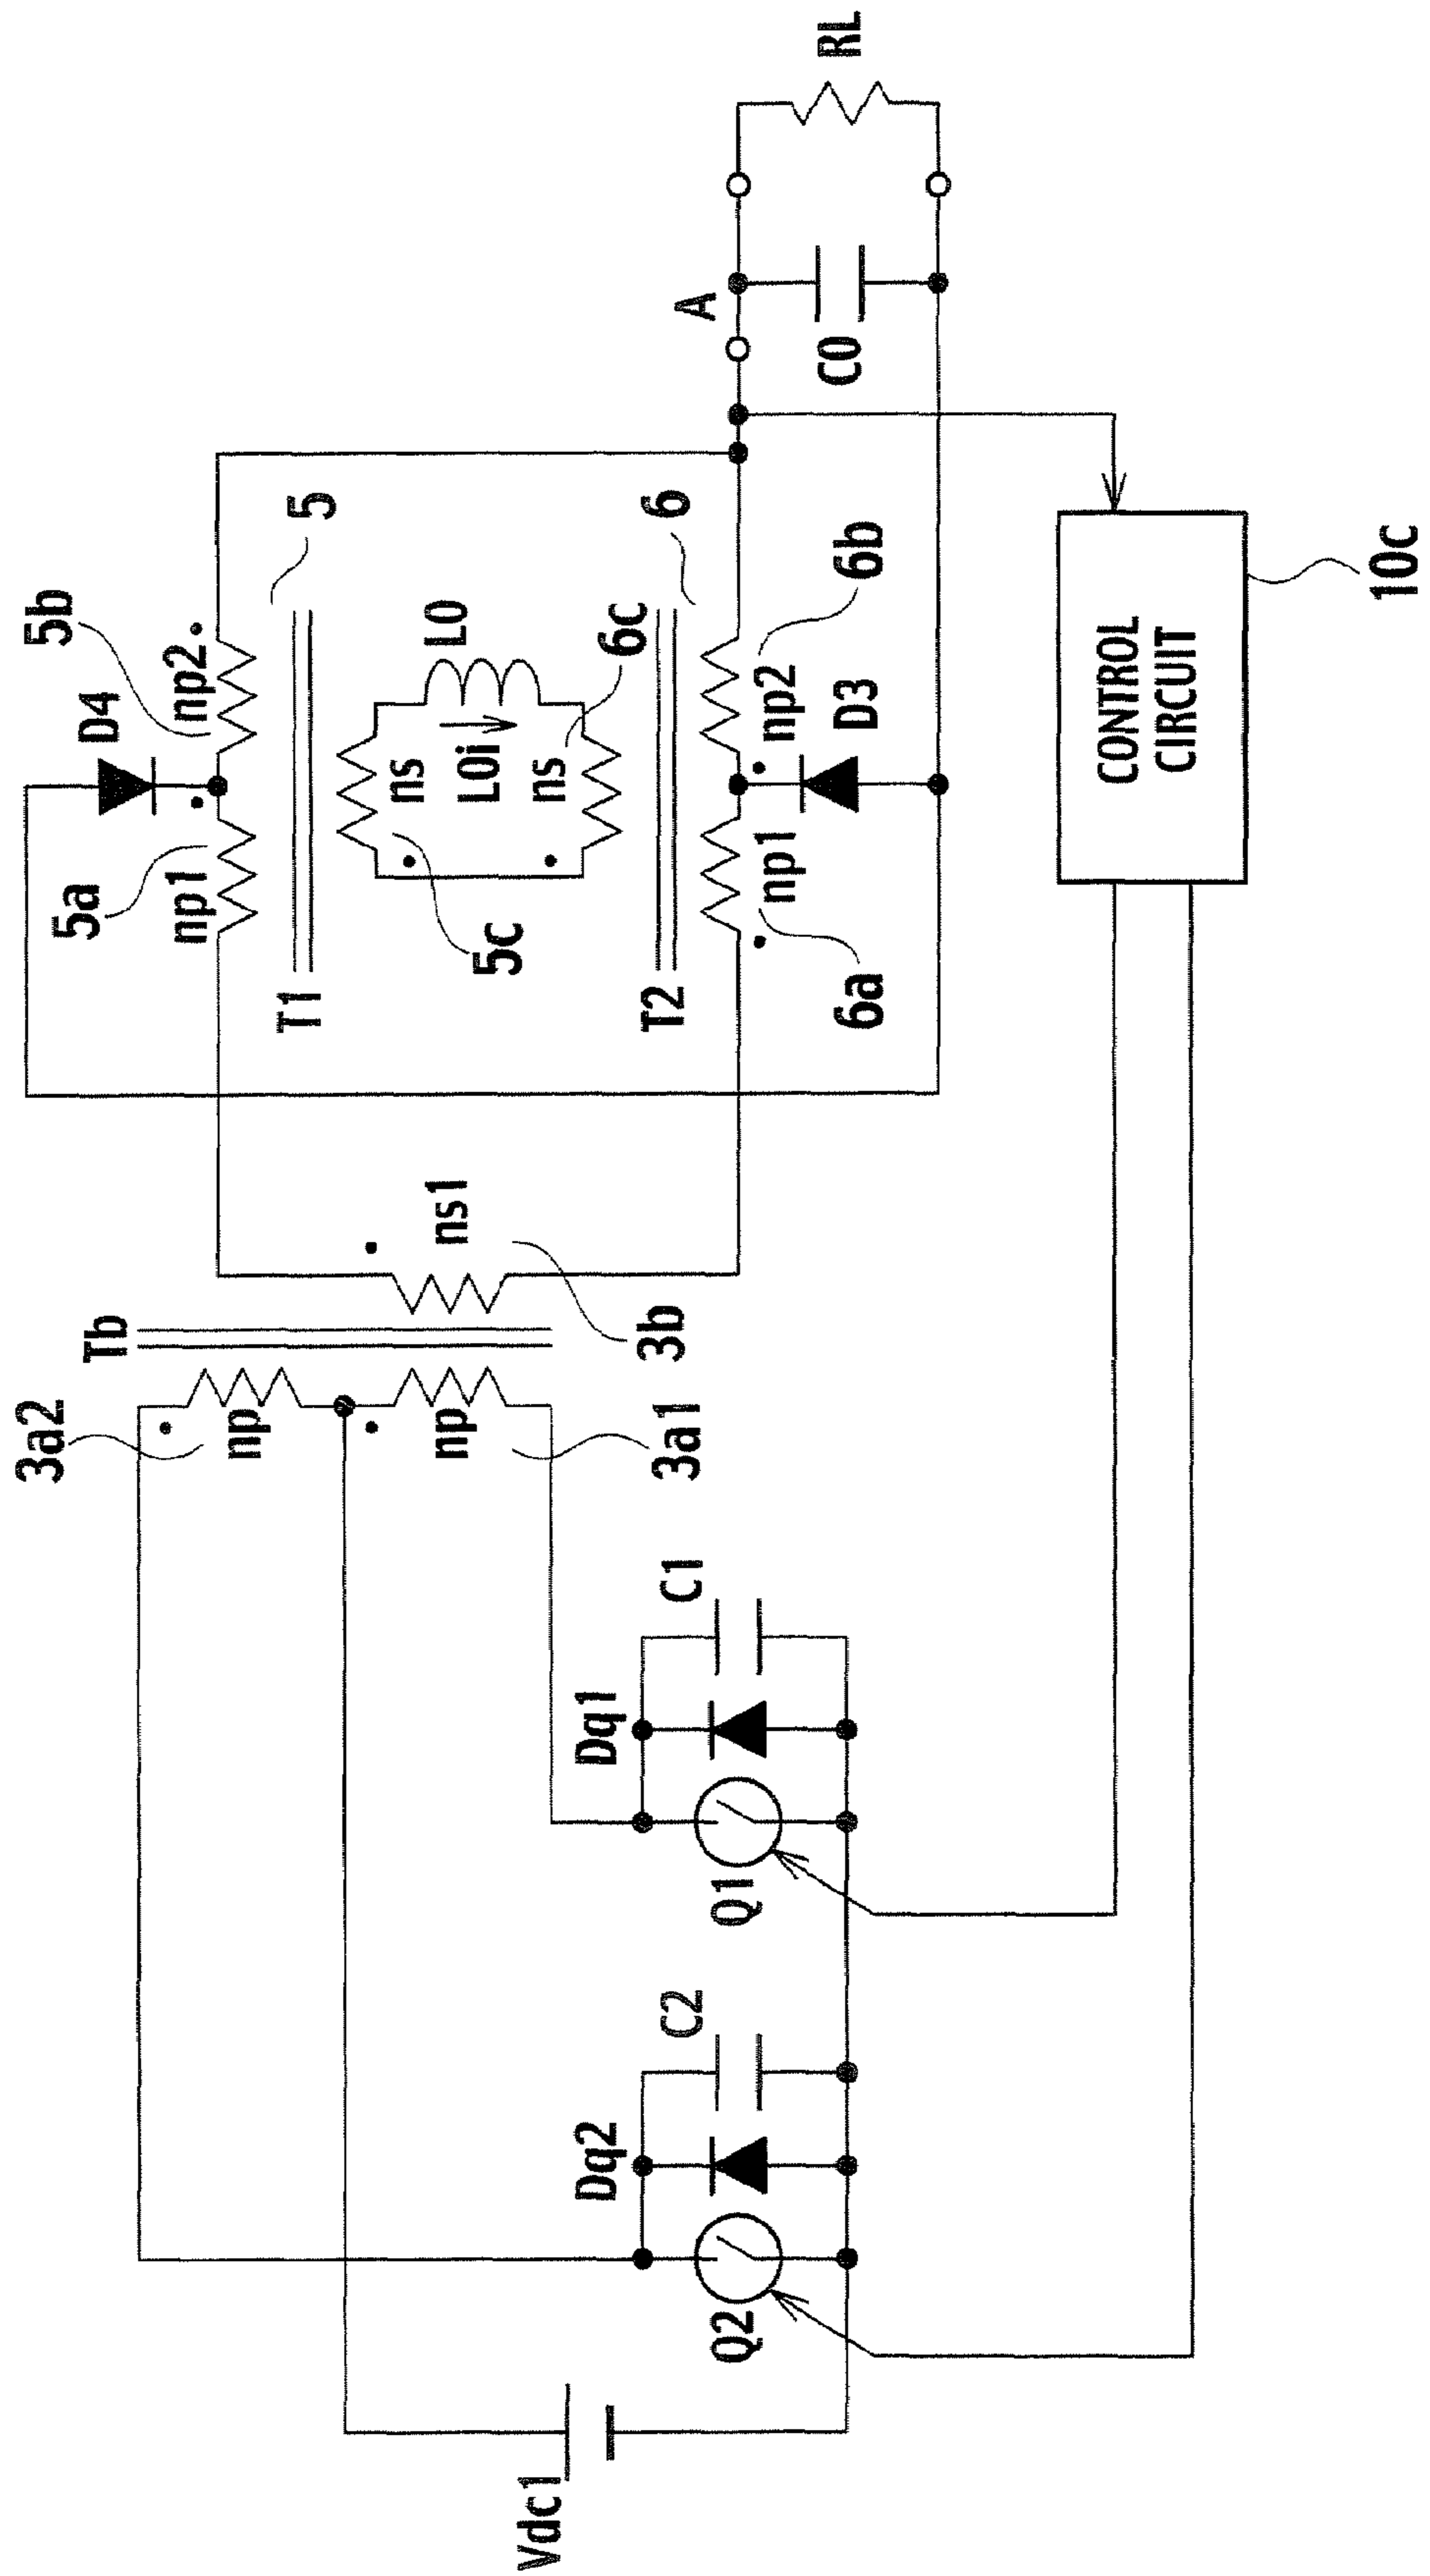 Vdc1
Q2
Dq2
C2
Q1
Dq1
C1
3a2
np
np
3a1
Tb
ns1
3b
5a
np1
D4
5b
np2
T1
5
5c
ns
L0i
L0
ns
6c
T2
6
6a
np1
D3
np2
6b
A
C0
RL
CONTROL
CIRCUIT
10c